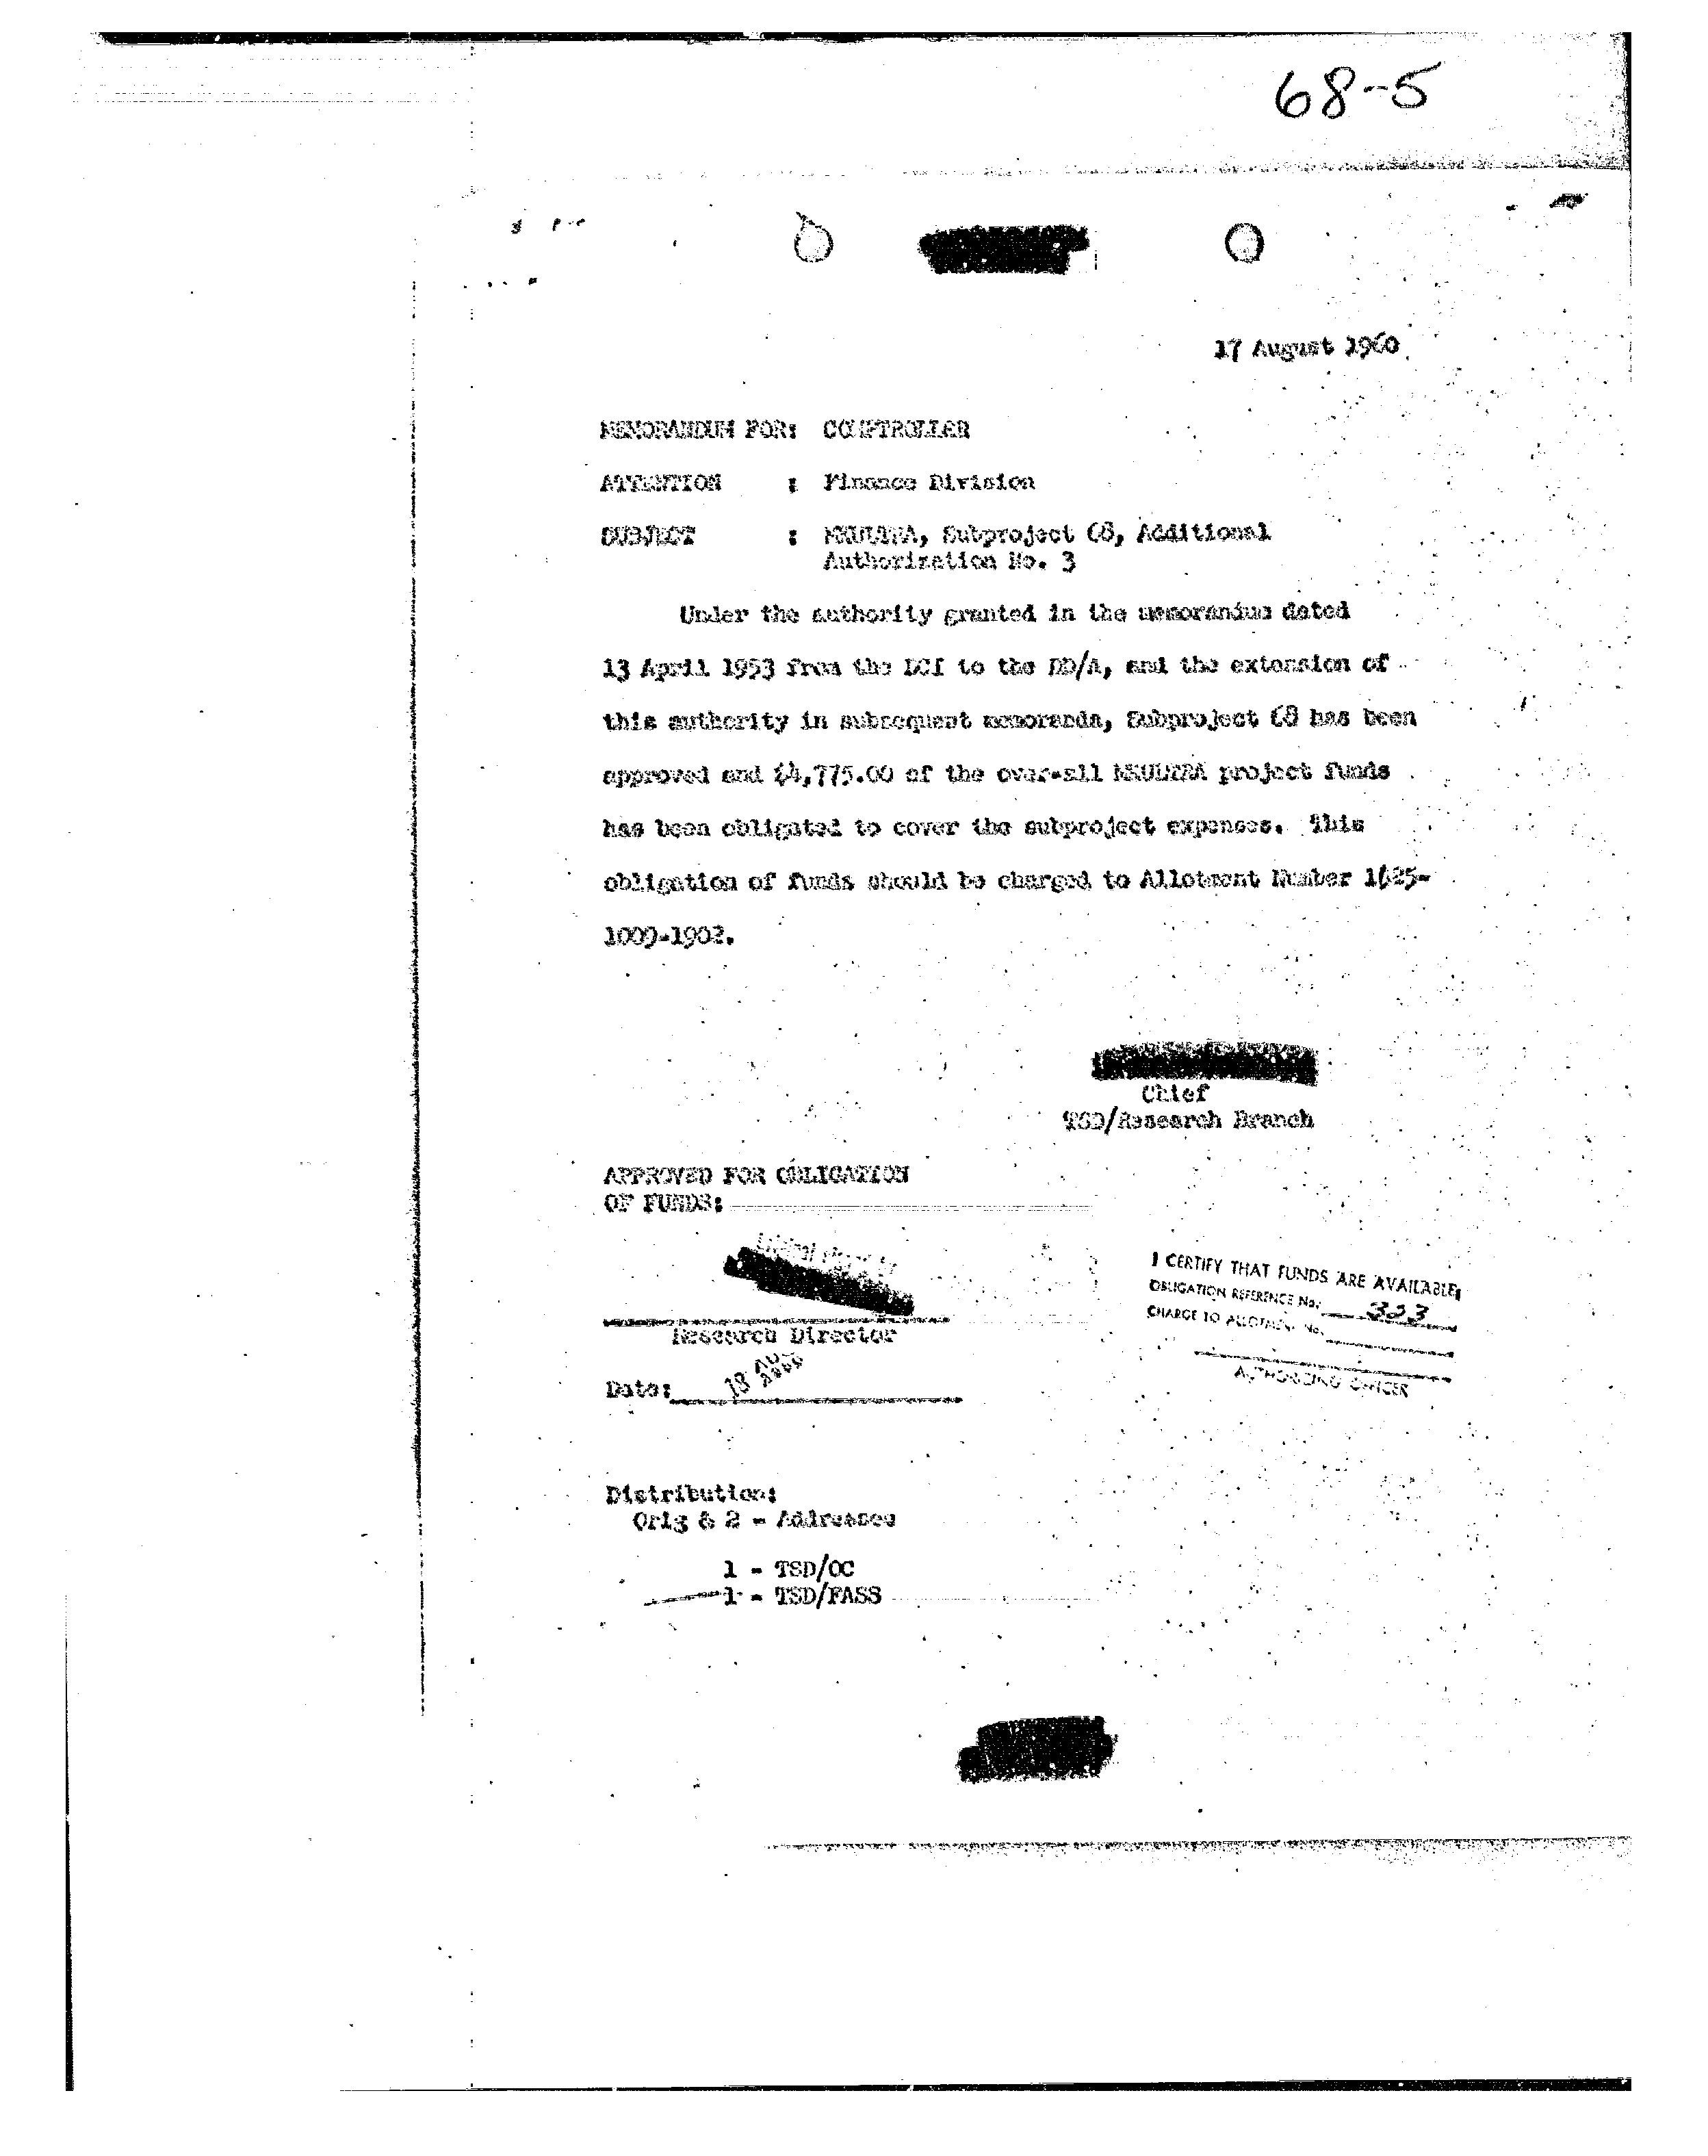 68-5
17 August 1960
MEMORANDUM FOR: COMPTROLLER
ATTENTION : Finance Division
SUBJECT : MKULTRA, Subproject 68, Additional
Authorization No. 3
Under the authority granted in the memorandum dated
13 April 1953 from the DCI to the DD/A, and the extension of
this authority in subsequent memoranda, Subproject 68 has been
approved and $4,775.00 of the over-all MKULTRA project funds
has been obligated to cover the subproject expenses. This
obligation of funds should be charged to Allotment Number
1009-1902.
Chief
TSD/Research Branch
APPROVED FOR OBLIGATION
OF FUNDS:
I CERTIFY THAT FUNDS ARE AVAILABLE
OBLIGATION REFERENCE No. 323
CHARGE TO ALLOTMENT No.
AUTHORIZING OFFICER
Research Director
Date: 18 AUG 1960
Distribution:
Orig & 2 - Addressee
1 - TSD/OC
1 - TSD/FASS